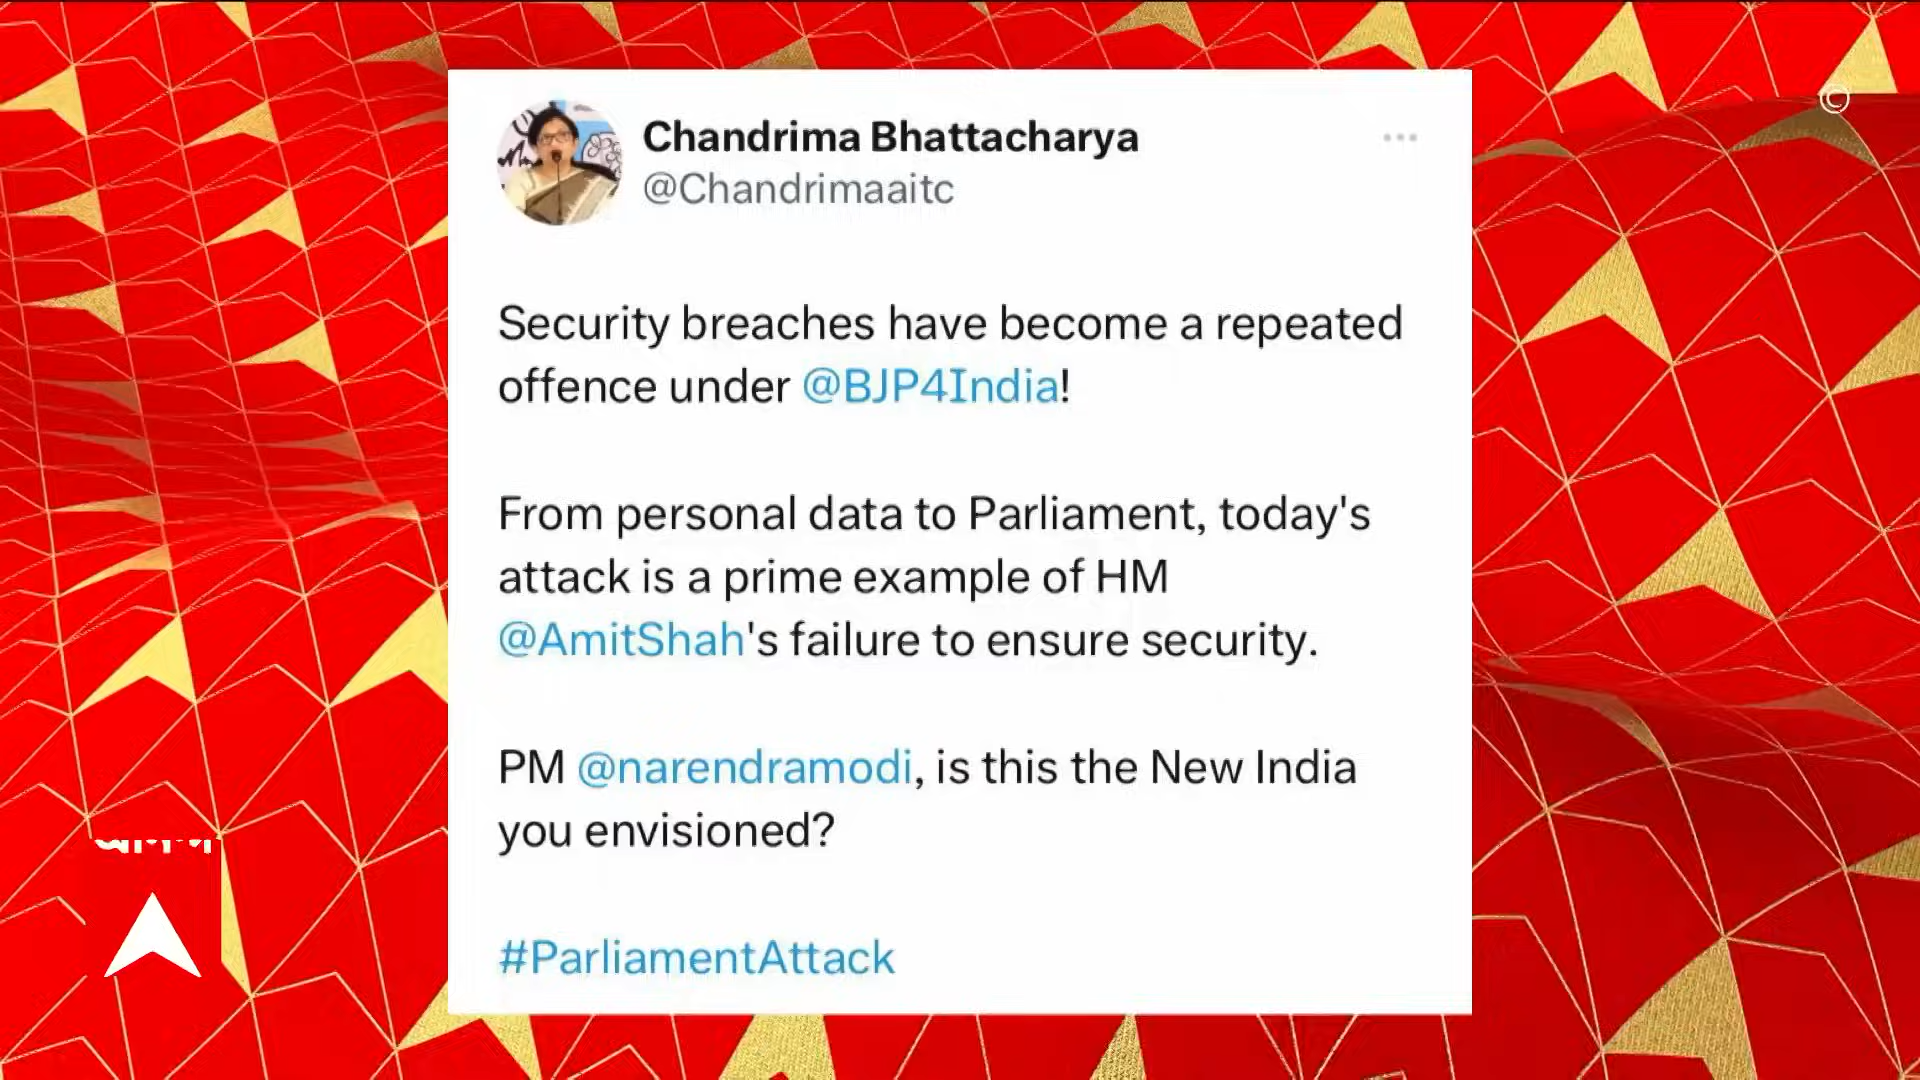 ©
Chandrima Bhattacharya
@Chandrimaaitc
Security breaches have become a repeated
offence under @BJP4India!
From personal data to Parliament, today's
attack is a prime example of HM
@AmitShah's failure to ensure security.
PM @narendramodi, is this the New India
you envisioned?
#ParliamentAttack